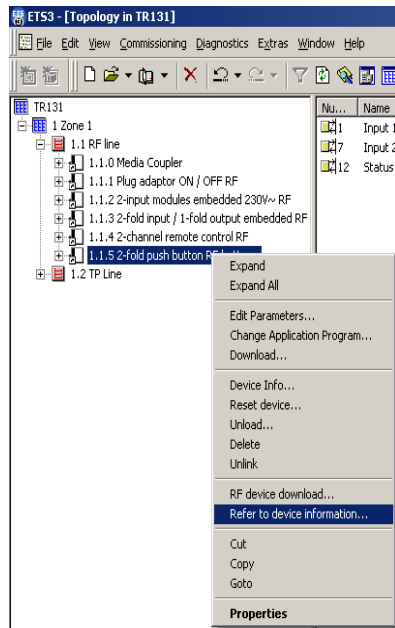 ETS3 - [Topology in TR131]
File Edit View Commissioning Diagnostics Extras Window Help
TR131
1 Zone 1
1.1 RF line
1.1.0 Media Coupler
1.1.1 Plug adaptor ON / OFF RF
1.1.2 2-input modules embedded 230V~ RF
1.1.3 2-fold input / 1-fold output embedded RF
1.1.4 2-channel remote control RF
1.1.5 2-fold push button
1.2 TP Line
Nu... Name
1 Input 1
7 Input 2
12 Status
Expand
Expand All
Edit Parameters...
Change Application Program...
Download...
Device Info...
Reset device...
Unload...
Delete
Unlink
RF device download...
Refer to device information...
Cut
Copy
Goto
Properties